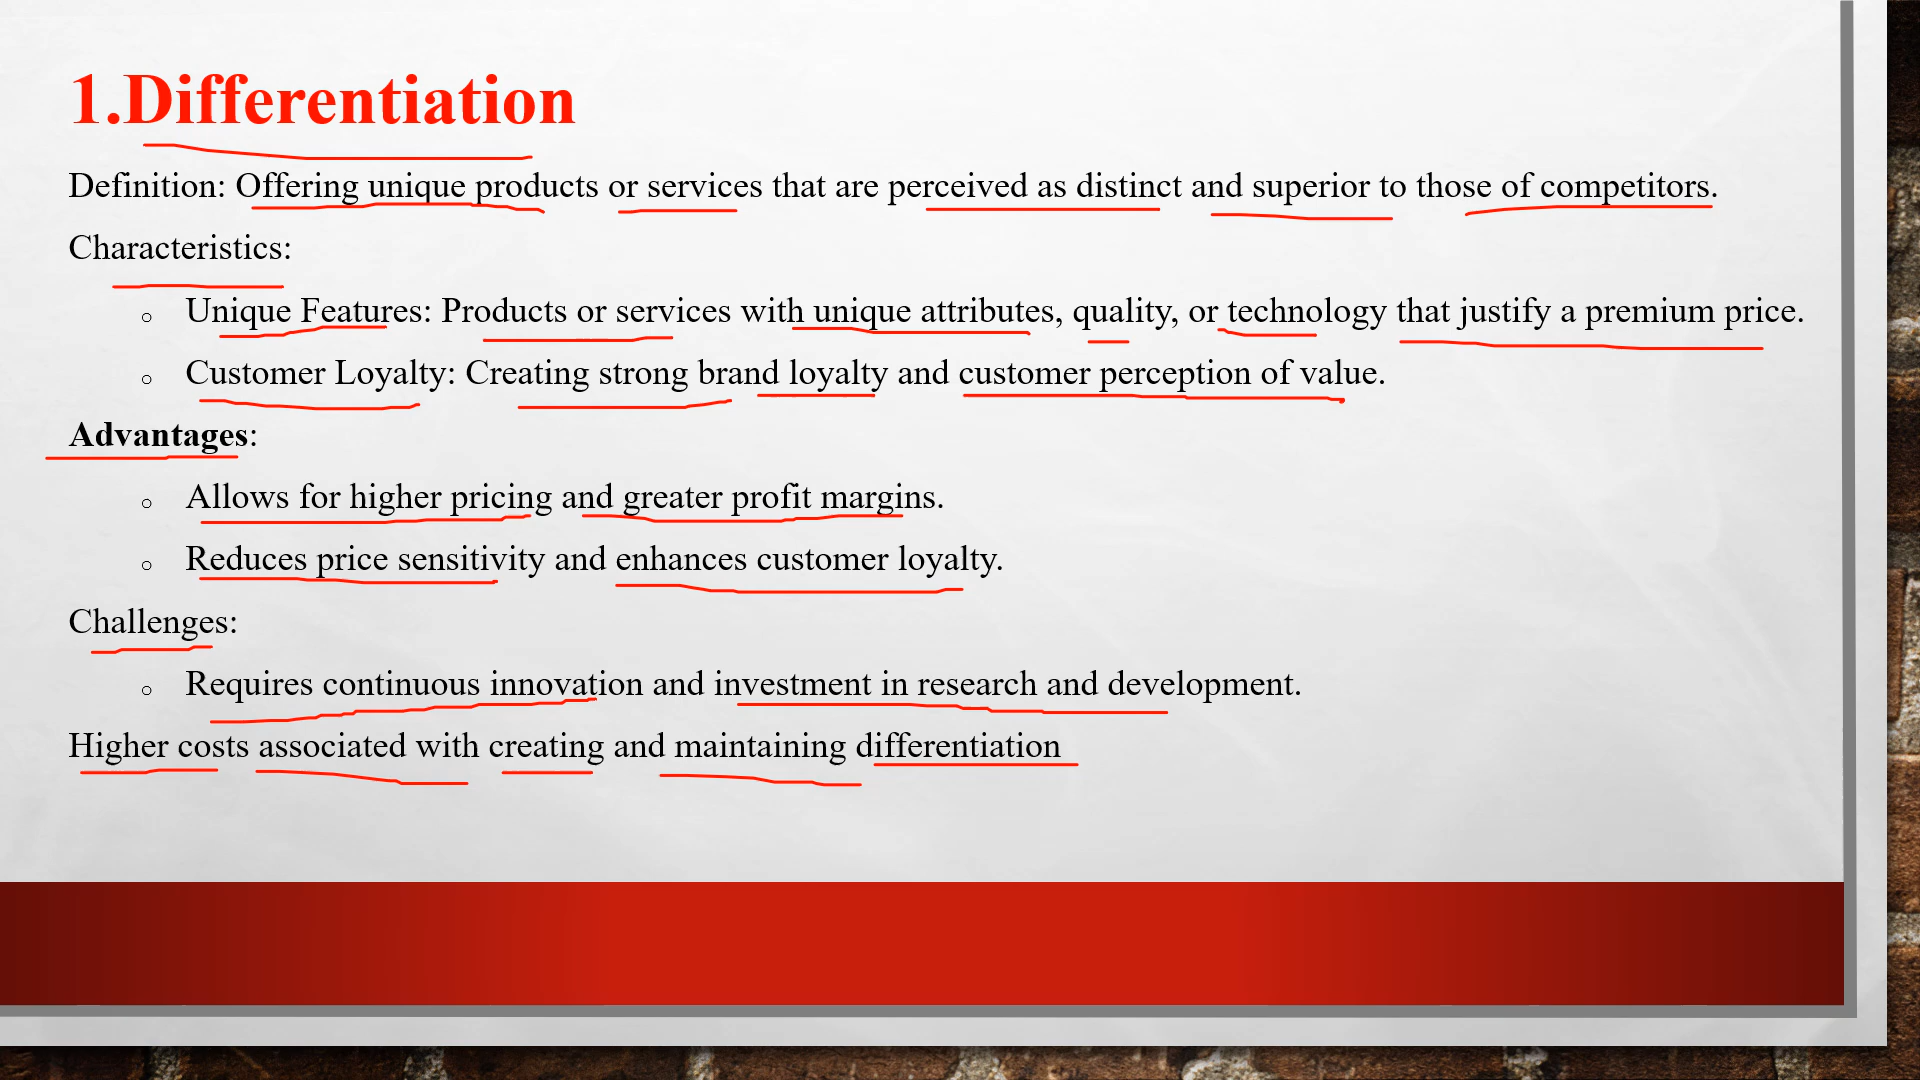 1.Differentiation
Definition: Offering unique products or services that are perceived as distinct and superior to those of competitors.
Characteristics:
○ Unique Features: Products or services with unique attributes, quality, or technology that justify a premium price.
○ Customer Loyalty: Creating strong brand loyalty and customer perception of value.
Advantages:
○ Allows for higher pricing and greater profit margins.
○ Reduces price sensitivity and enhances customer loyalty.
Challenges:
○ Requires continuous innovation and investment in research and development.
Higher costs associated with creating and maintaining differentiation